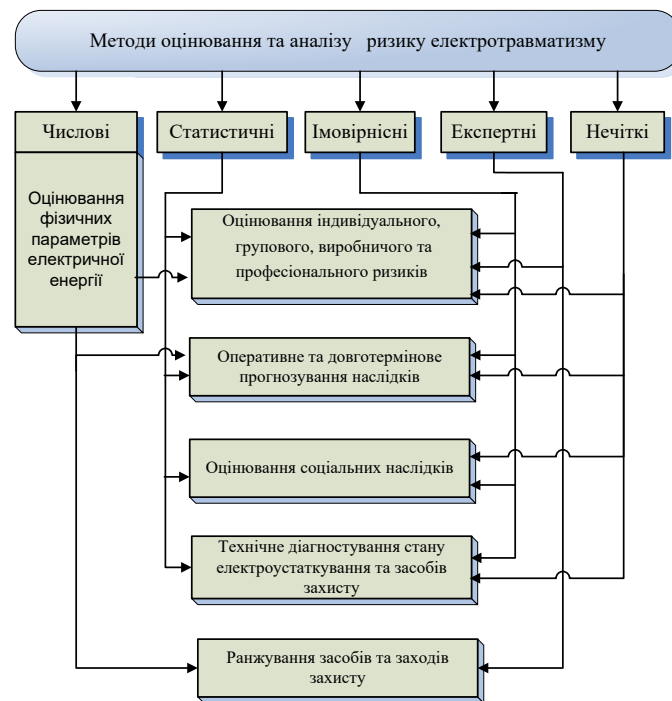 Методи оцінювання та аналізу ризику електротравматизму
Числові
Статистичні
Імовірнісні
Експертні
Нечіткі
Оцінювання
фізичних
параметрів
електричної
енергії
Оцінювання індивідуального,
групового, виробничого та
професіонального ризиків
Оперативне та довготермінове
прогнозування наслідків
Оцінювання соціальних наслідків
Технічне діагностування стану
електроустаткування та засобів
захисту
Ранжування засобів та заходів
захисту